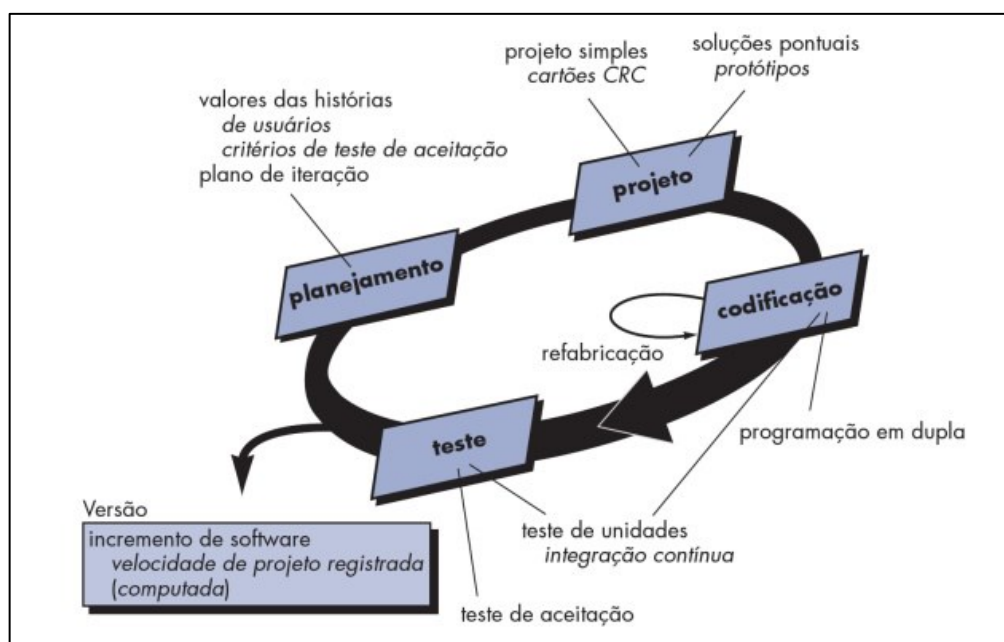 projeto simples
cartões CRC
soluções pontuais
protótipos
valores das histórias
de usuários
critérios de teste de aceitação
plano de iteração
projeto
planejamento
codificação
refabricação
teste
programação em dupla
teste de unidades
integração contínua
teste de aceitação
Versão
incremento de software
velocidade de projeto registrada
(computada)